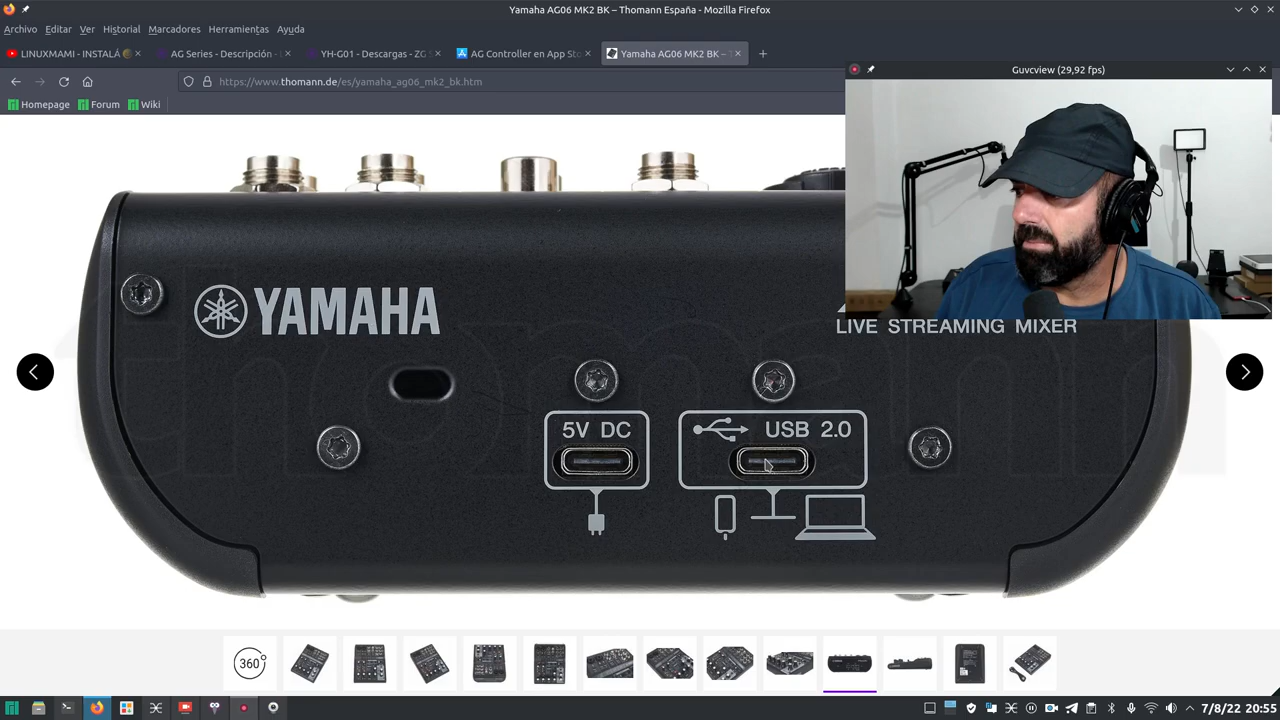 Yamaha AG06 MK2 BK – Thomann España - Mozilla Firefox
Archivo Editar Ver Historial Marcadores Herramientas Ayuda
LINUXMAMI - INSTALÁ
AG Series - Descripción -
YH-G01 - Descargas - ZG S
AG Controller en App Sto
Yamaha AG06 MK2 BK – T
https://www.thomann.de/es/yamaha_ag06_mk2_bk.htm
Homepage Forum Wiki
Guvcview (29,92 fps)
YAMAHA
LIVE STREAMING MIXER
5V DC
USB 2.0
thomann
360°
7/8/22 20:55